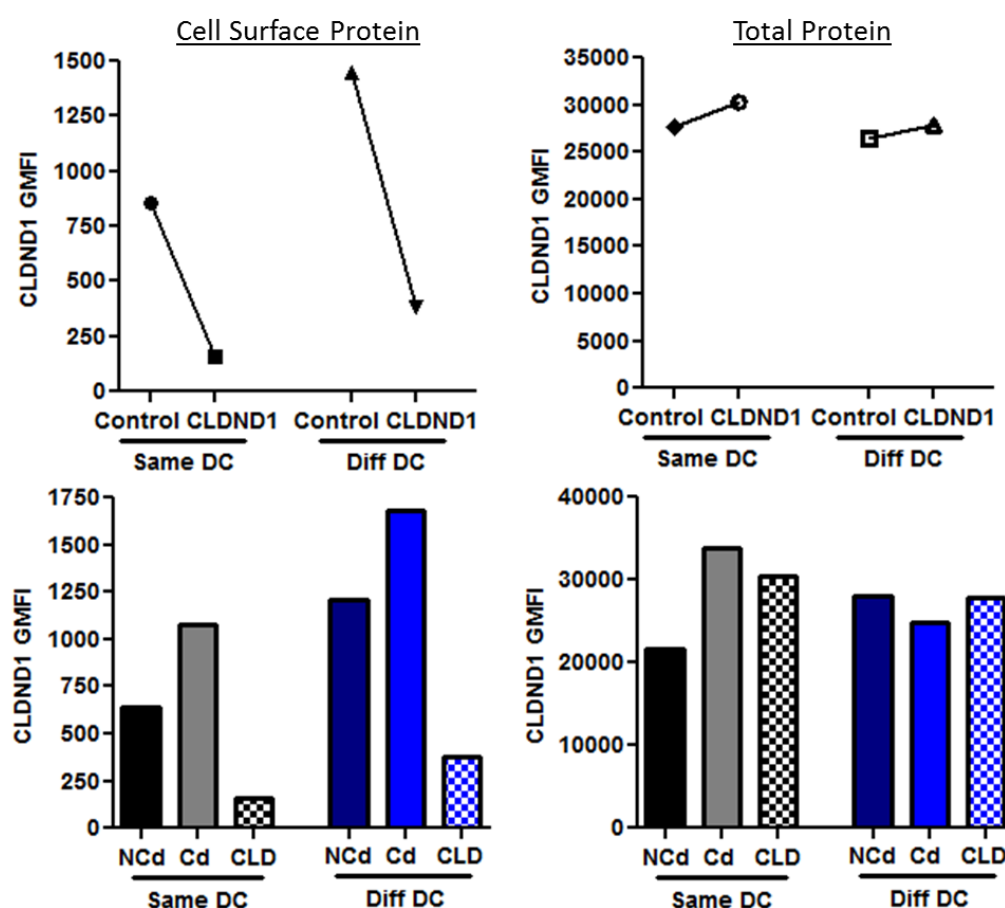 Cell Surface Protein
CLDND1 GMFI
1500
1250
1000
750
500
250
0
Control CLDND1 Control CLDND1
Same DC Diff DC
Total Protein
CLDND1 GMFI
35000
30000
25000
20000
15000
10000
5000
0
Control CLDND1 Control CLDND1
Same DC Diff DC
CLDND1 GMFI
1750
1500
1250
1000
750
500
250
0
NCd Cd CLD NCd Cd CLD
Same DC Diff DC
CLDND1 GMFI
40000
30000
20000
10000
0
NCd Cd CLD NCd Cd CLD
Same DC Diff DC